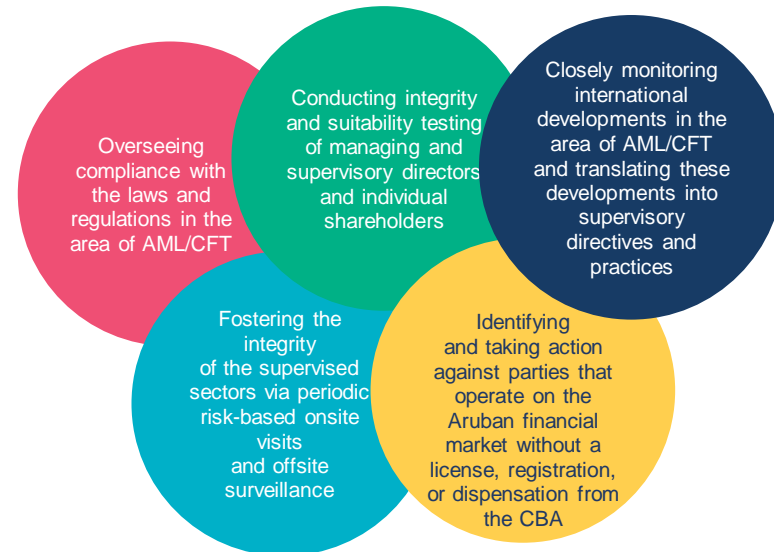 Overseeing
compliance with
the laws and
regulations in the
area of AML/CFT
Conducting integrity
and suitability testing
of managing and
supervisory directors
and individual
shareholders
Closely monitoring
international
developments in the
area of AML/CFT
and translating these
developments into
supervisory
directives and
practices
Fostering the
integrity
of the supervised
sectors via periodic
risk-based onsite
visits
and offsite
surveillance
Identifying
and taking action
against parties that
operate on the
Aruban financial
market without a
license, registration,
or dispensation from
the CBA